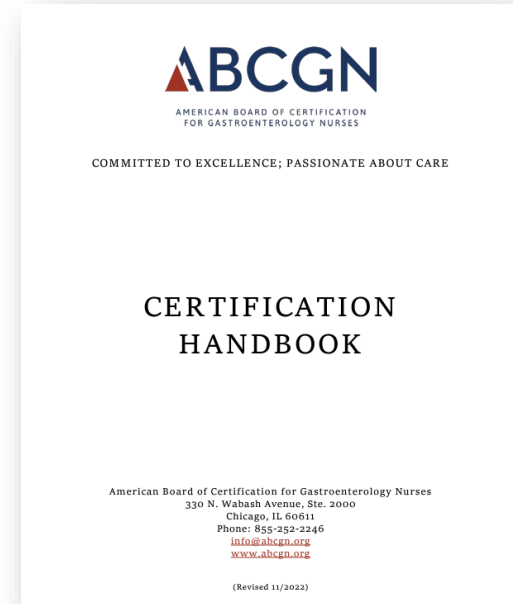 ABCGN
AMERICAN BOARD OF CERTIFICATION
FOR GASTROENTEROLOGY NURSES
COMMITTED TO EXCELLENCE; PASSIONATE ABOUT CARE
CERTIFICATION
HANDBOOK
American Board of Certification for Gastroenterology Nurses
330 N. Wabash Avenue, Ste. 2000
Chicago, IL 60611
Phone: 855-252-2246
info@abcgn.org
www.abcgn.org
(Revised 11/2022)